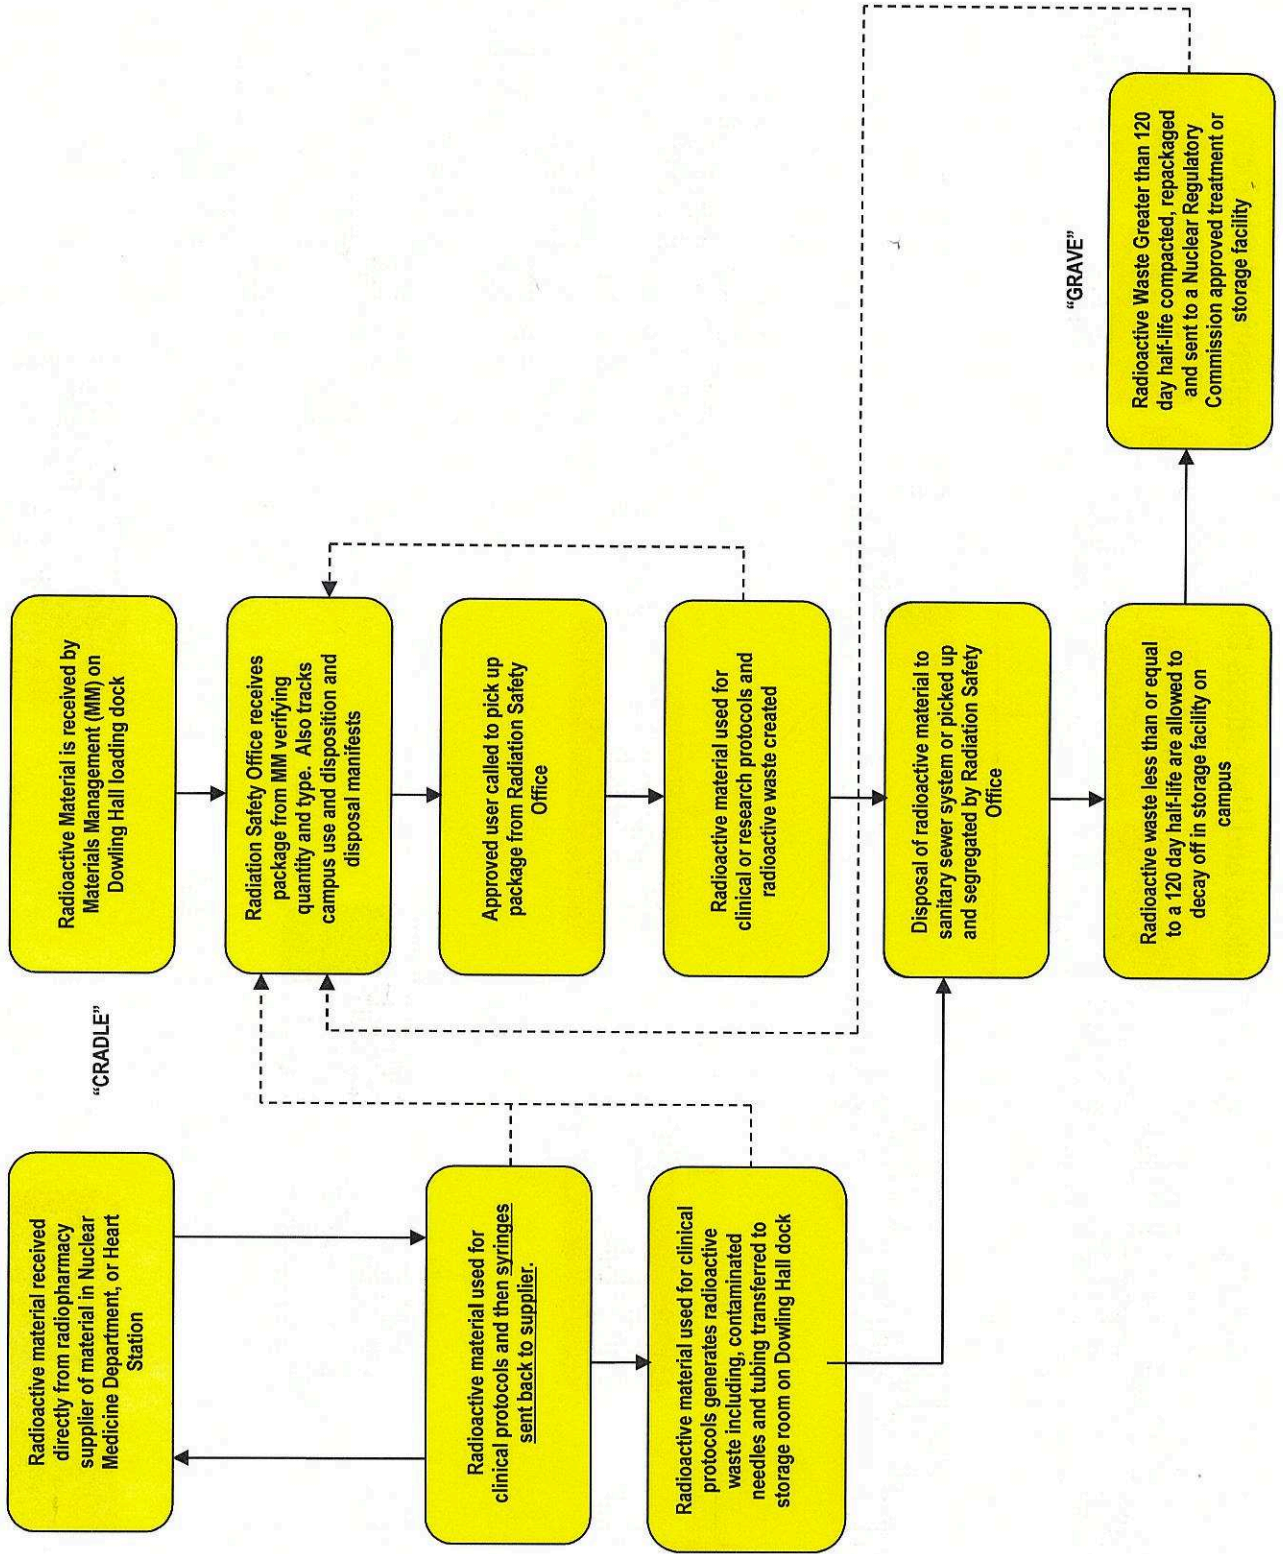 Radioactive material received
directly from radiopharmacy
supplier of material in Nuclear
Medicine Department, or Heart
Station
"CRADLE"
Radioactive Material is received by
Materials Management (MM) on
Dowling Hall loading dock
Radiation Safety Office receives
package from MM verifying
quantity and type. Also tracks
campus use and disposition and
disposal manifests
Approved user called to pick up
package from Radiation Safety
Office
Radioactive material used for
clinical or research protocols and
radioactive waste created
Radioactive material used for
clinical protocols and then syringes
sent back to supplier.
Radioactive material used for clinical
protocols generates radioactive
waste including, contaminated
needles and tubing transferred to
storage room on Dowling Hall dock
Disposal of radioactive material to
sanitary sewer system or picked up
and segregated by Radiation Safety
Office
Radioactive waste less than or equal
to a 120 day half-life are allowed to
decay off in storage facility on
campus
"GRAVE"
Radioactive Waste Greater than 120
day half-life compacted, repackaged
and sent to a Nuclear Regulatory
Commission approved treatment or
storage facility